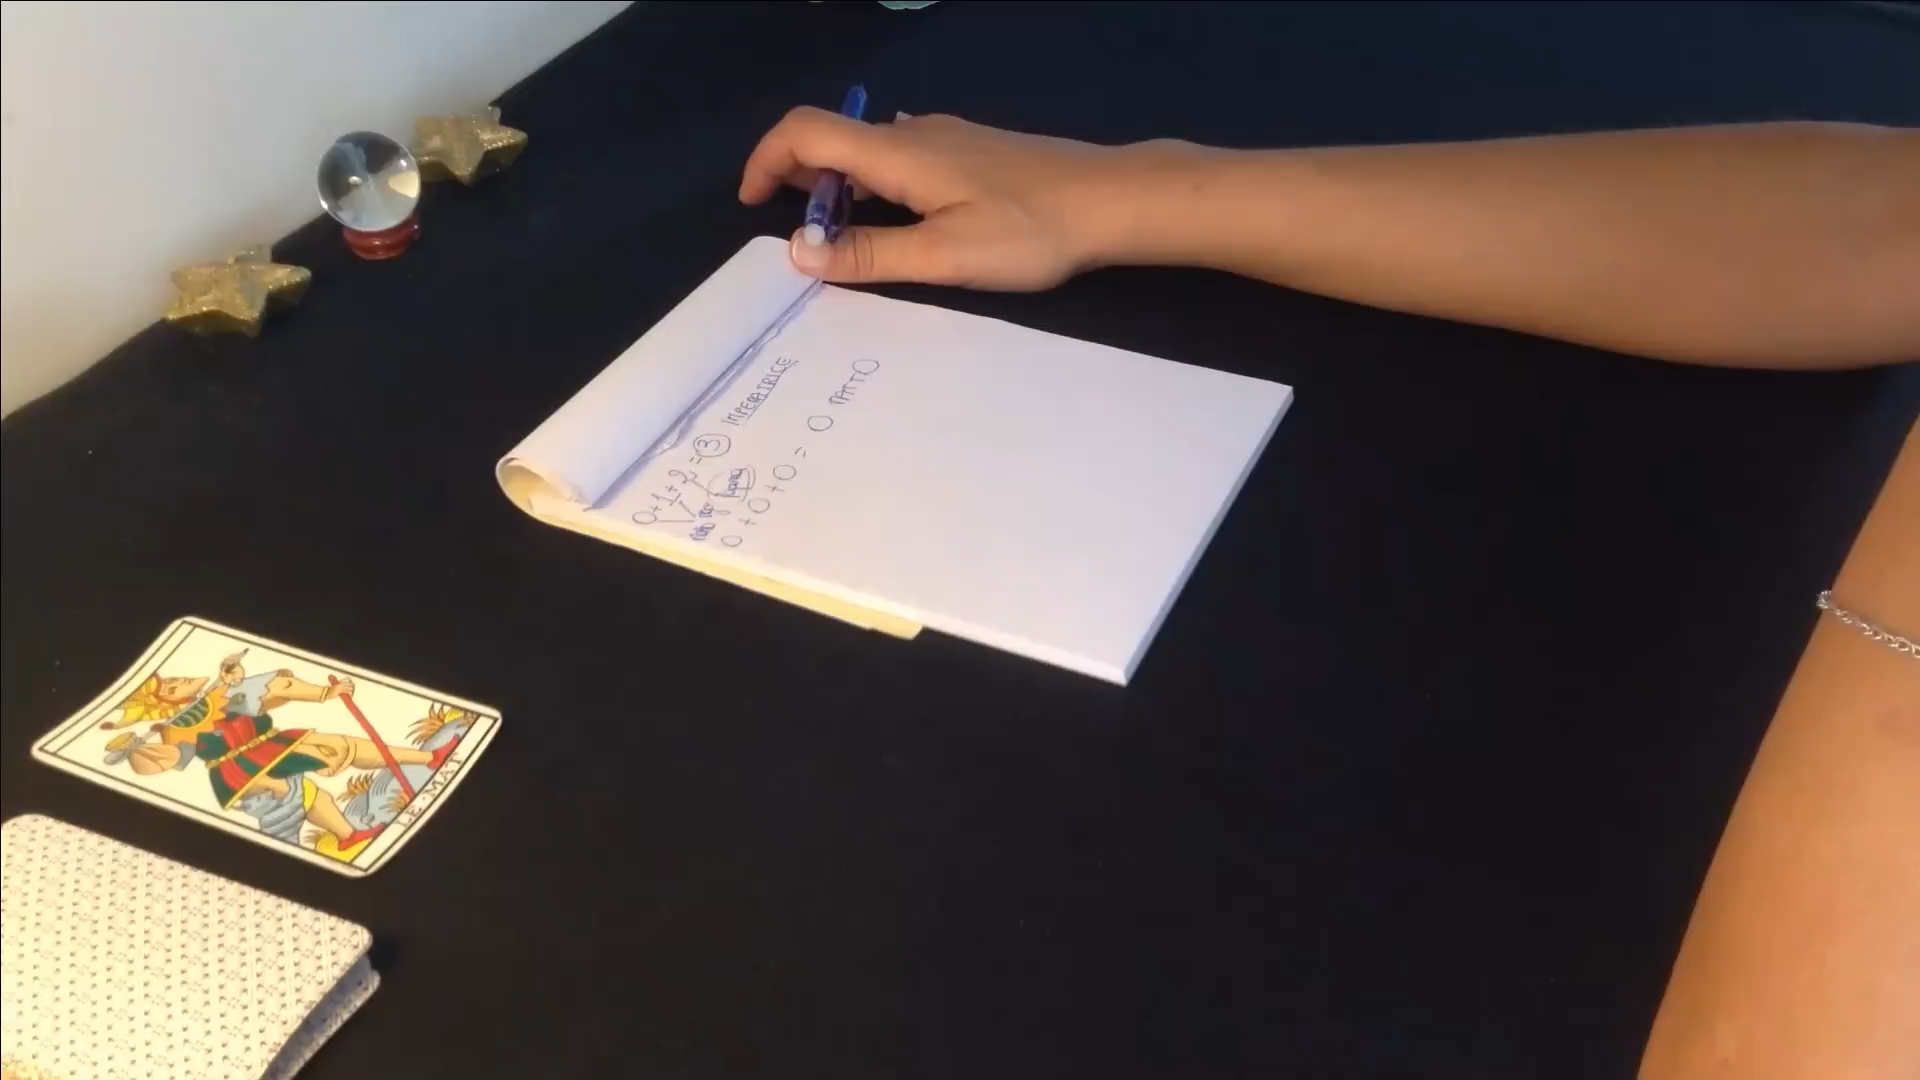 0+1+2=3 IMPERATRICE
0+0+0=0 MATTO
LE·MAT